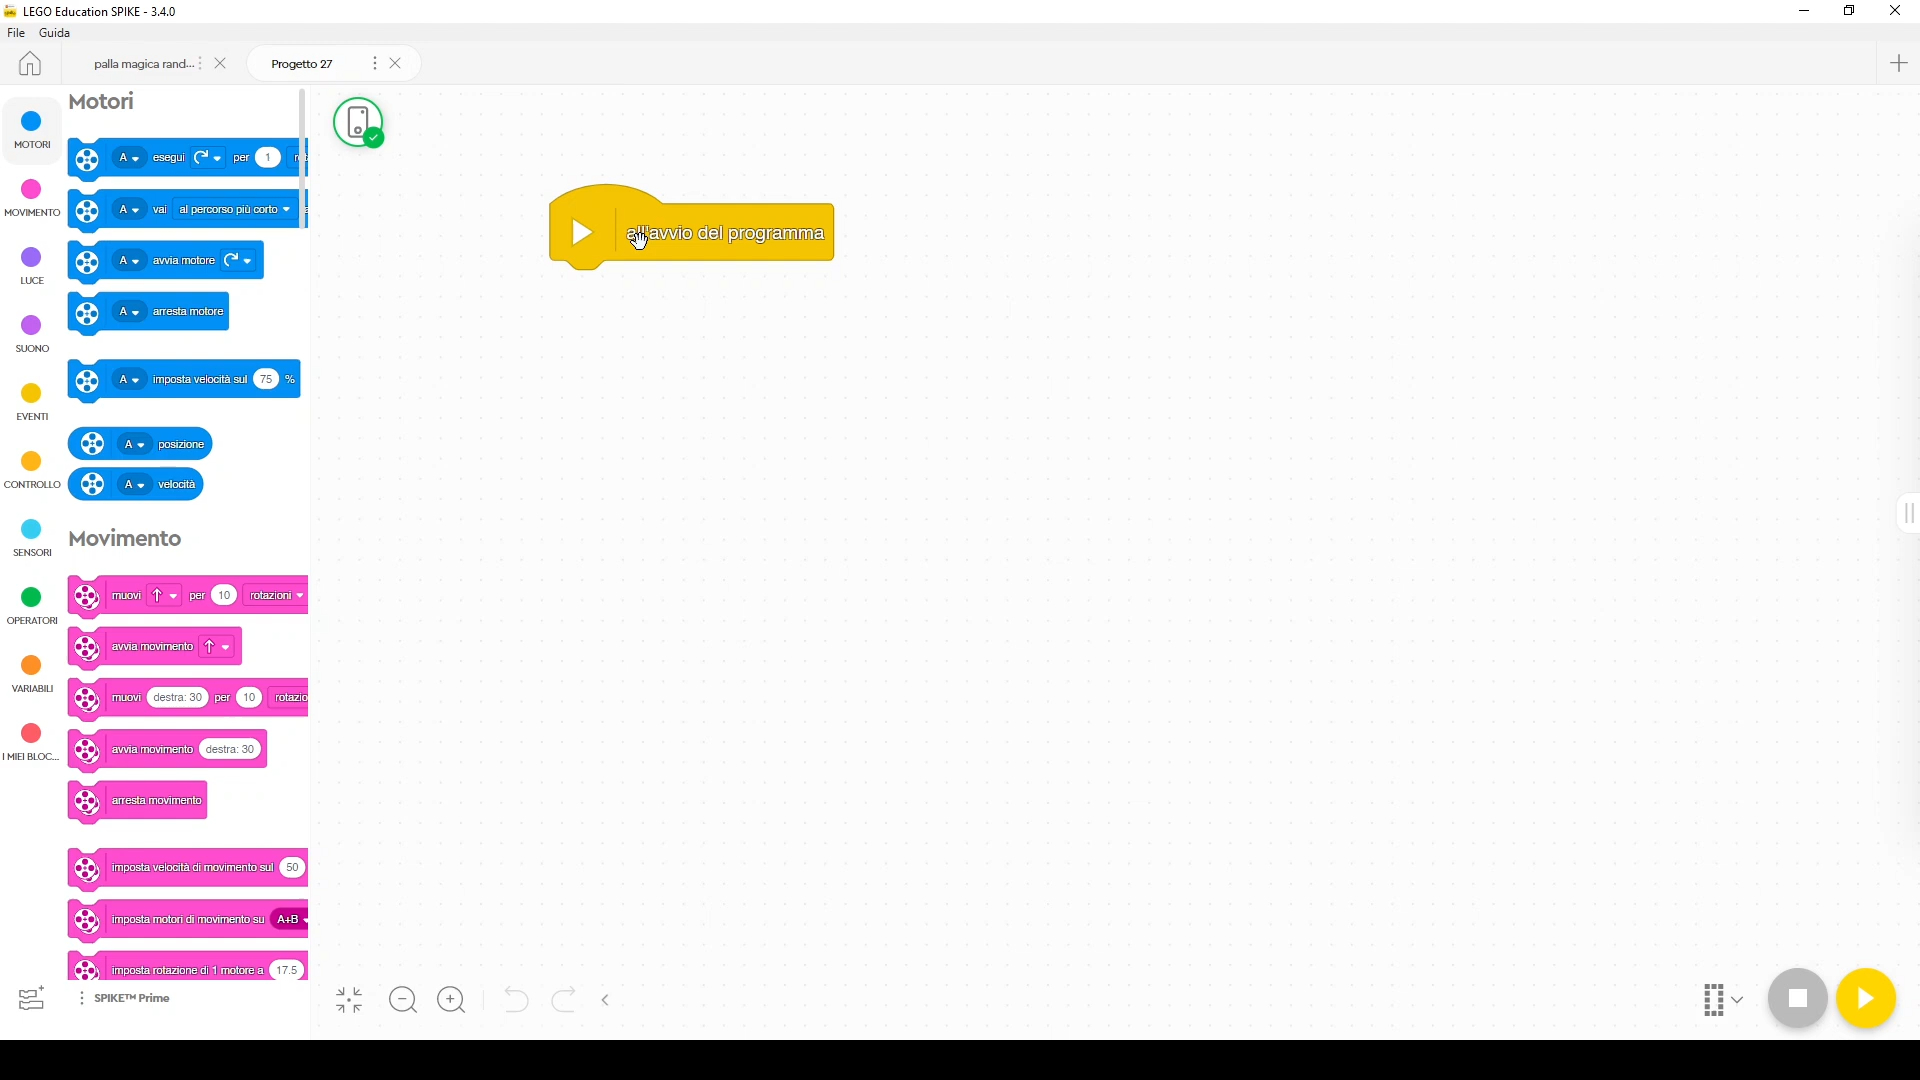 LEGO Education SPIKE - 3.4.0
File Guida
palla magica rand...
Progetto 27
MOTORI
MOVIMENTO
LUCE
SUONO
EVENTI
CONTROLLO
SENSORI
OPERATORI
VARIABILI
I MIEI BLOC...
Motori
A esegui per 1
A vai al percorso più corto
A avvia motore
A arresta motore
A imposta velocità sul 75 %
A posizione
A velocità
Movimento
muovi per 10 rotazioni
avvia movimento
muovi destra: 30 per 10 rotazio
avvia movimento destra: 30
arresta movimento
imposta velocità di movimento sul 50
imposta motori di movimento su A+B
imposta rotazione di 1 motore a 17.5
SPIKE™ Prime
all'avvio del programma